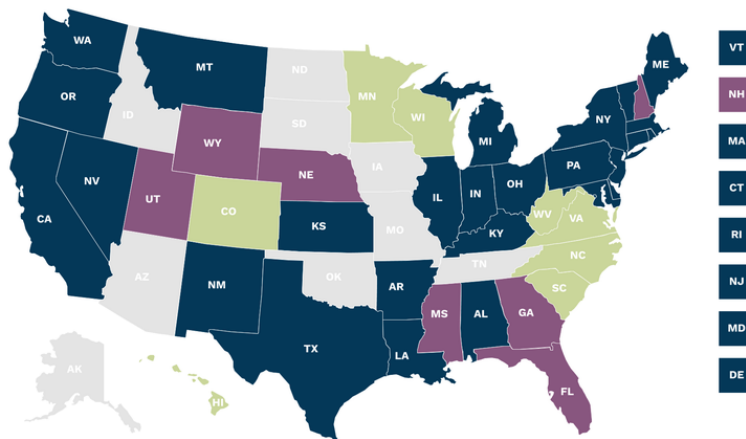 WA
MT
ND
MN
ME
VT
OR
ID
SD
WI
MI
NY
NH
WY
IA
PA
MA
NV
UT
NE
IL
IN
OH
CT
CA
CO
KS
MO
KY
WV
VA
RI
AZ
NM
OK
AR
TN
NC
NJ
TX
LA
MS
AL
GA
SC
MD
AK
HI
FL
DE